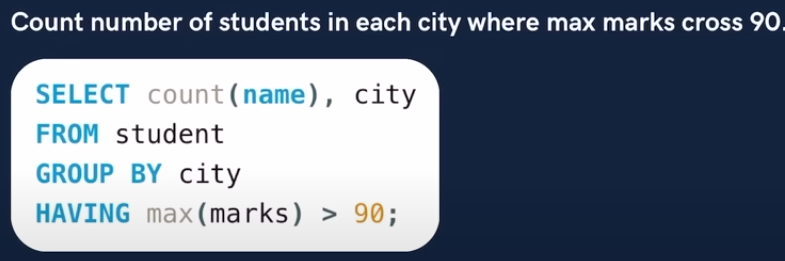 Count number of students in each city where max marks cross 90.
SELECT count(name), city
FROM student
GROUP BY city
HAVING max(marks) > 90;